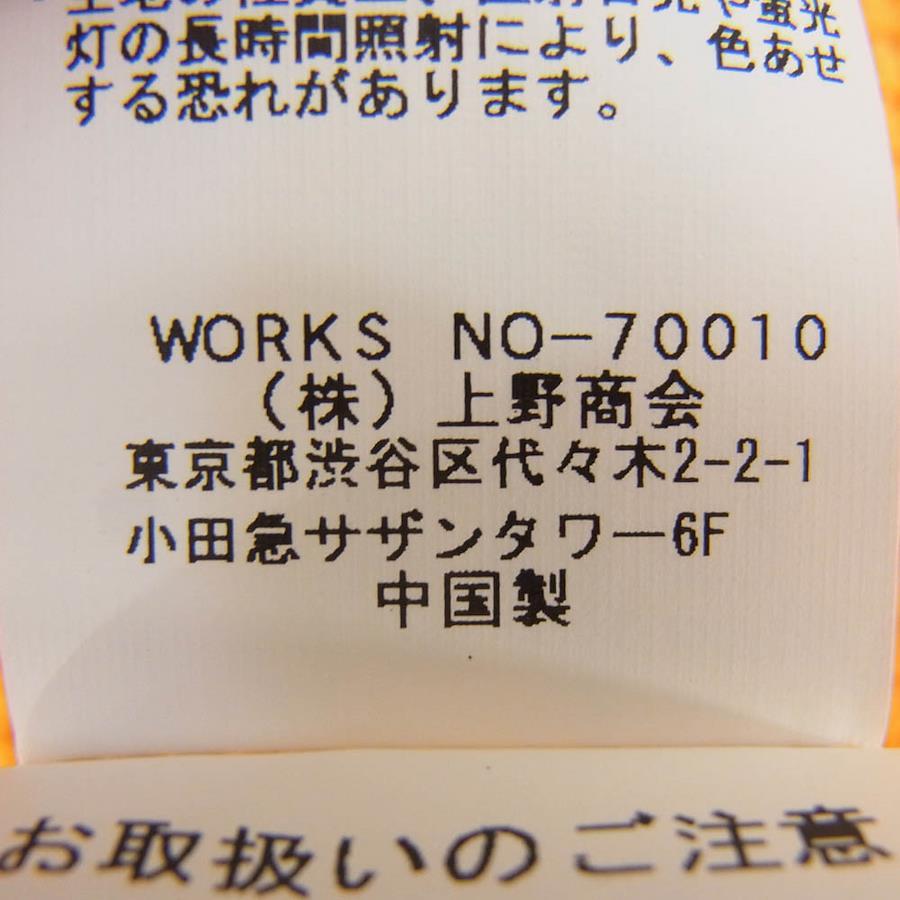 や蛍光
灯の長時間照射により、色あせ
する恐れがあります。
WORKS NO-70010
(株)上野商会
東京都渋谷区代々木2-2-1
小田急サザンタワー6F
中国製
お取扱いのご注意